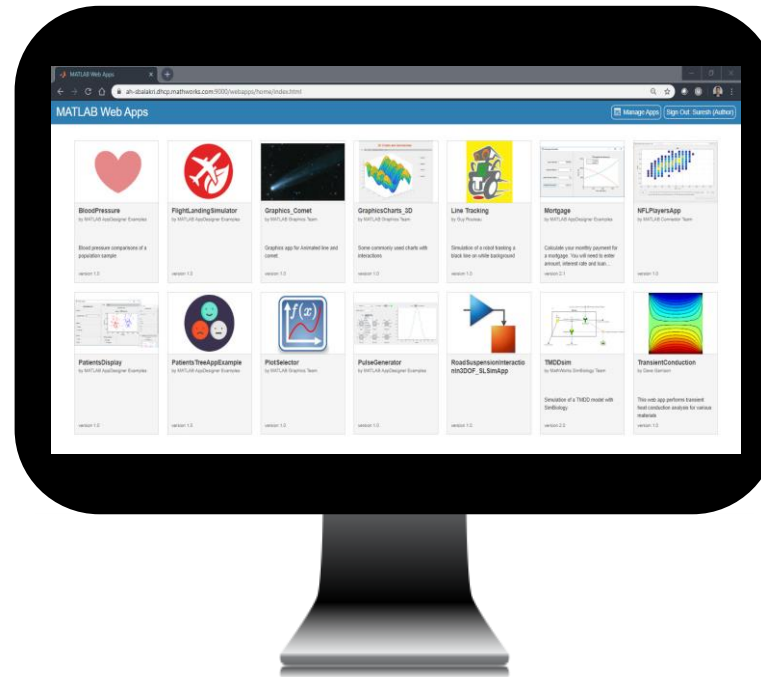 MATLAB Web Apps
ah-sbalakri.dhcp.mathworks.com:9000/webapps/home/index.html
MATLAB Web Apps
Manage Apps
Sign Out: Suresh (Author)
BloodPressure
by MATLAB AppDesigner Examples
Blood pressure comparisons of a
population sample
version 1.0
FlightLandingSimulator
by MATLAB AppDesigner Examples
version 1.0
Graphics_Comet
by MATLAB Graphics Team
Graphics app for Animated line and
comet.
version 1.0
GraphicsCharts_3D
by MATLAB Graphics Team
Some commonly used charts with
interactions
version 1.0
Line Tracking
by Guy Rouleau
Simulation of a robot tracking a
black line on white background
version 1.0
Mortgage
by MATLAB AppDesigner Examples
Calculate your monthly payment for
a mortgage. You will need to enter
amount, interest rate and loan...
version 2.1
NFLPlayersApp
by MATLAB Connector Team
version 1.0
PatientsDisplay
by MATLAB AppDesigner Examples
version 1.0
PatientsTreeAppExample
by MATLAB AppDesigner Examples
version 1.0
f(x)
PlotSelector
by MATLAB Graphics Team
version 1.0
PulseGenerator
by MATLAB AppDesigner Examples
version 1.0
RoadSuspensionInteractio
nIn3DOF_SLSimApp
version 1.0
TMDDsim
by MathWorks SimBiology Team
Simulation of a TMDD model with
SimBiology
version 2.0
TransientConduction
by Dave Garrison
This web app performs transient
heat conduction analysis for various
materials
version 1.0